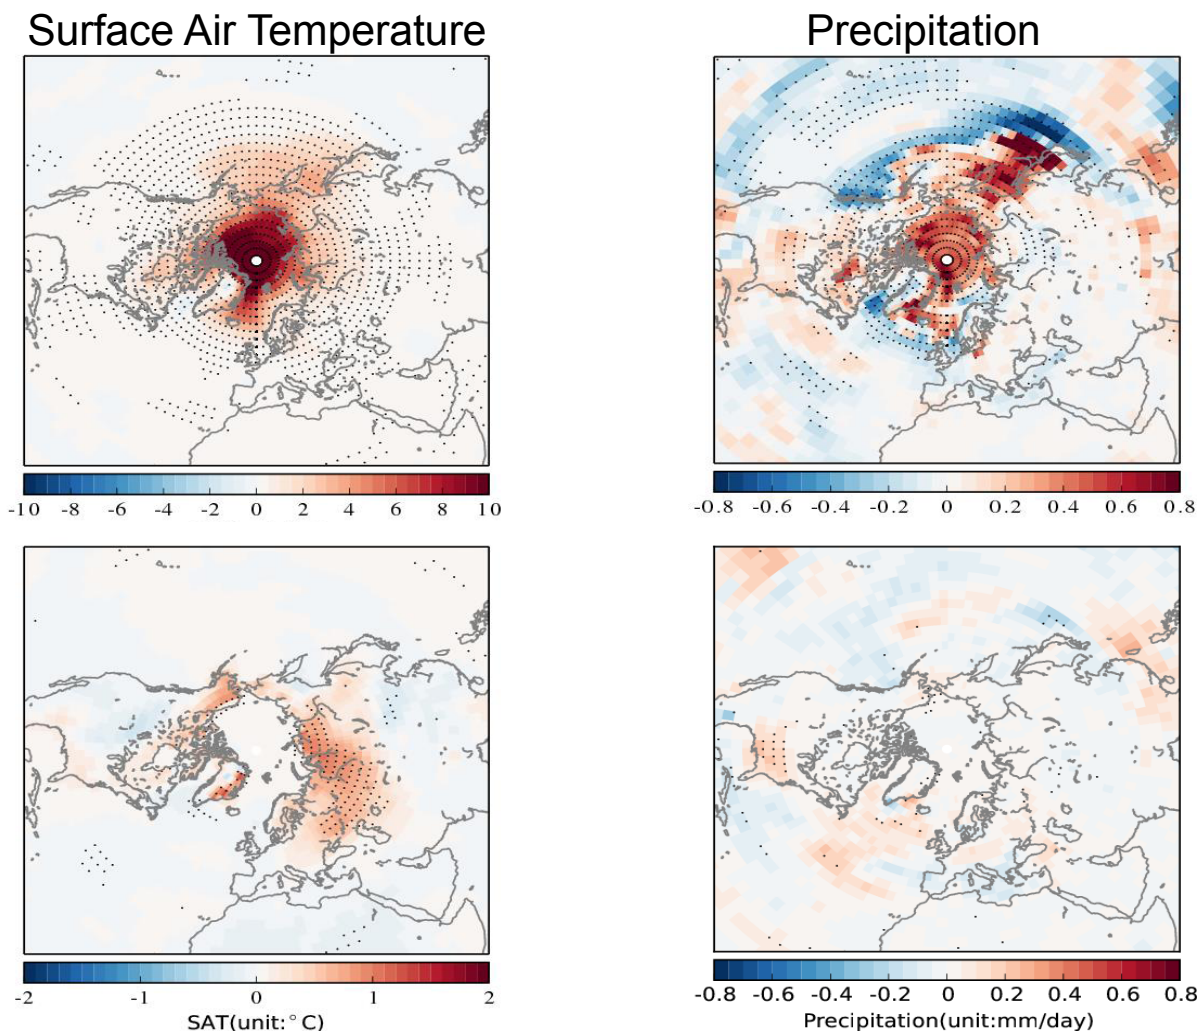 Surface Air Temperature
Precipitation
-10 -8 -6 -4 -2 0 2 4 6 8 10
-0.8 -0.6 -0.4 -0.2 0 0.2 0.4 0.6 0.8
-2 -1 0 1 2
SAT(unit:°C)
-0.8 -0.6 -0.4 -0.2 0 0.2 0.4 0.6 0.8
Precipitation(unit:mm/day)